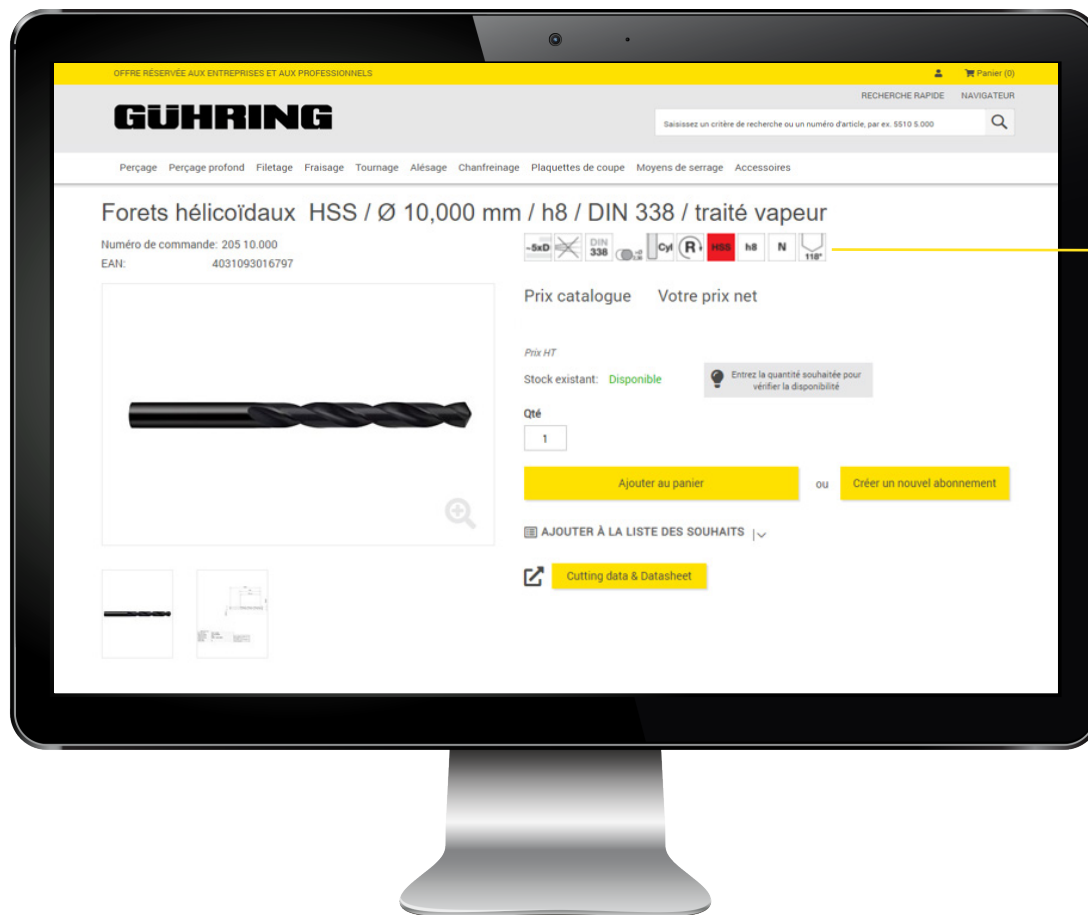 OFFRE RÉSERVÉE AUX ENTREPRISES ET AUX PROFESSIONNELS
Panier (0)
RECHERCHE RAPIDE NAVIGATEUR
GÜHRING
Saisissez un critère de recherche ou un numéro d'article, par ex. 5510 5.000
Perçage Perçage profond Filetage Fraisage Tournage Alésage Chanfreinage Plaquettes de coupe Moyens de serrage Accessoires
Forets hélicoïdaux HSS / Ø 10,000 mm / h8 / DIN 338 / traité vapeur
Numéro de commande: 205 10.000
EAN: 4031093016797
~5xD DIN 338 Cyl R HSS h8 N 118°
Prix catalogue Votre prix net
Prix HT
Stock existant: Disponible
Entrez la quantité souhaitée pour
vérifier la disponibilité
Qté
1
Ajouter au panier ou Créer un nouvel abonnement
AJOUTER À LA LISTE DES SOUHAITS
Cutting data & Datasheet